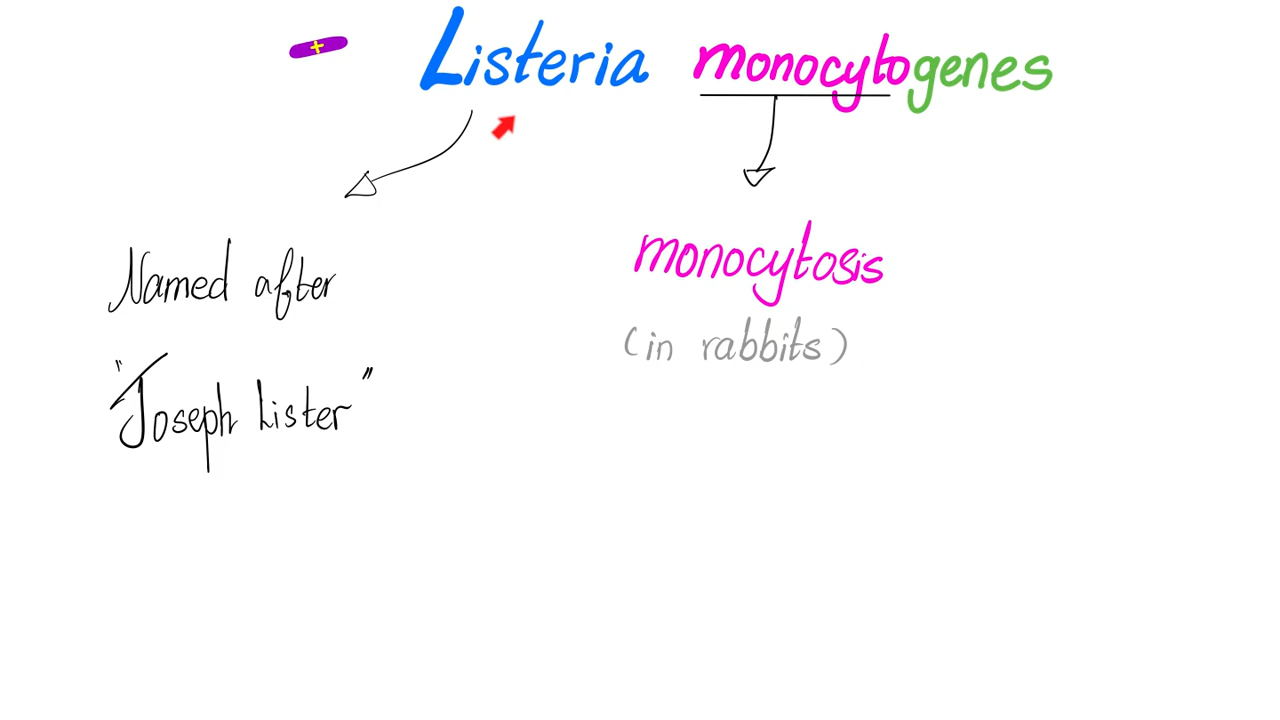 +
Listeria monocytogenes
Named after
"Joseph Lister"
monocytosis
(in rabbits)